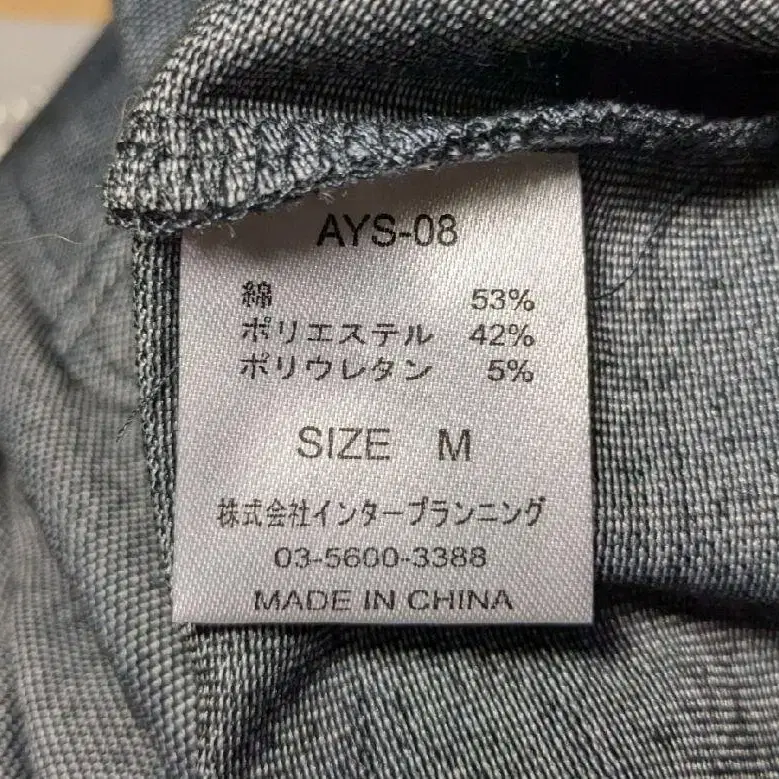 AYS-08
綿 53%
ポリエステル 42%
ポリウレタン 5%
SIZE M
株式会社インタープランニング
03-5600-3388
MADE IN CHINA